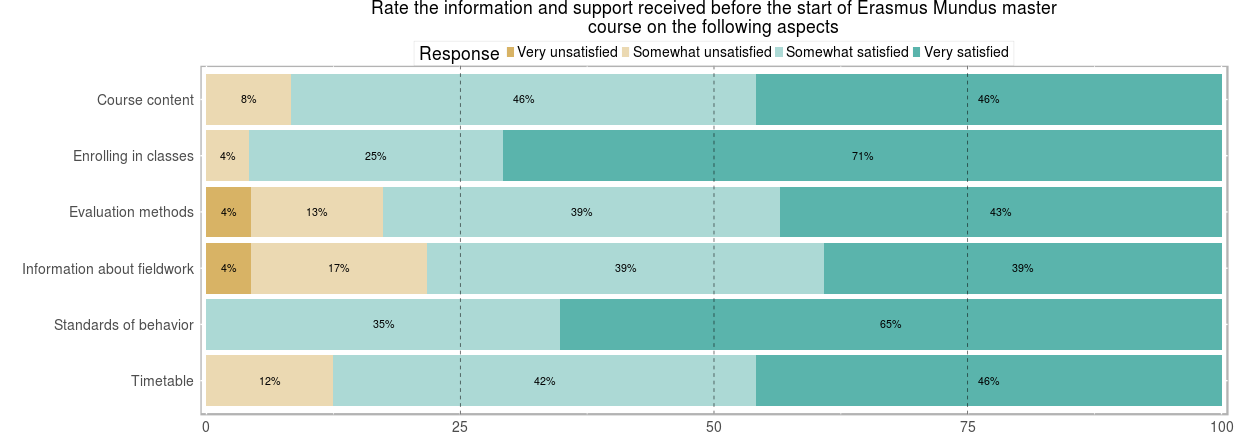 Rate the information and support received before the start of Erasmus Mundus master
course on the following aspects
Response Very unsatisfied Somewhat unsatisfied Somewhat satisfied Very satisfied
Course content 8% 46% 46%
Enrolling in classes 4% 25% 71%
Evaluation methods 4% 13% 39% 43%
Information about fieldwork 4% 17% 39% 39%
Standards of behavior 35% 65%
Timetable 12% 42% 46%
0 25 50 75 100